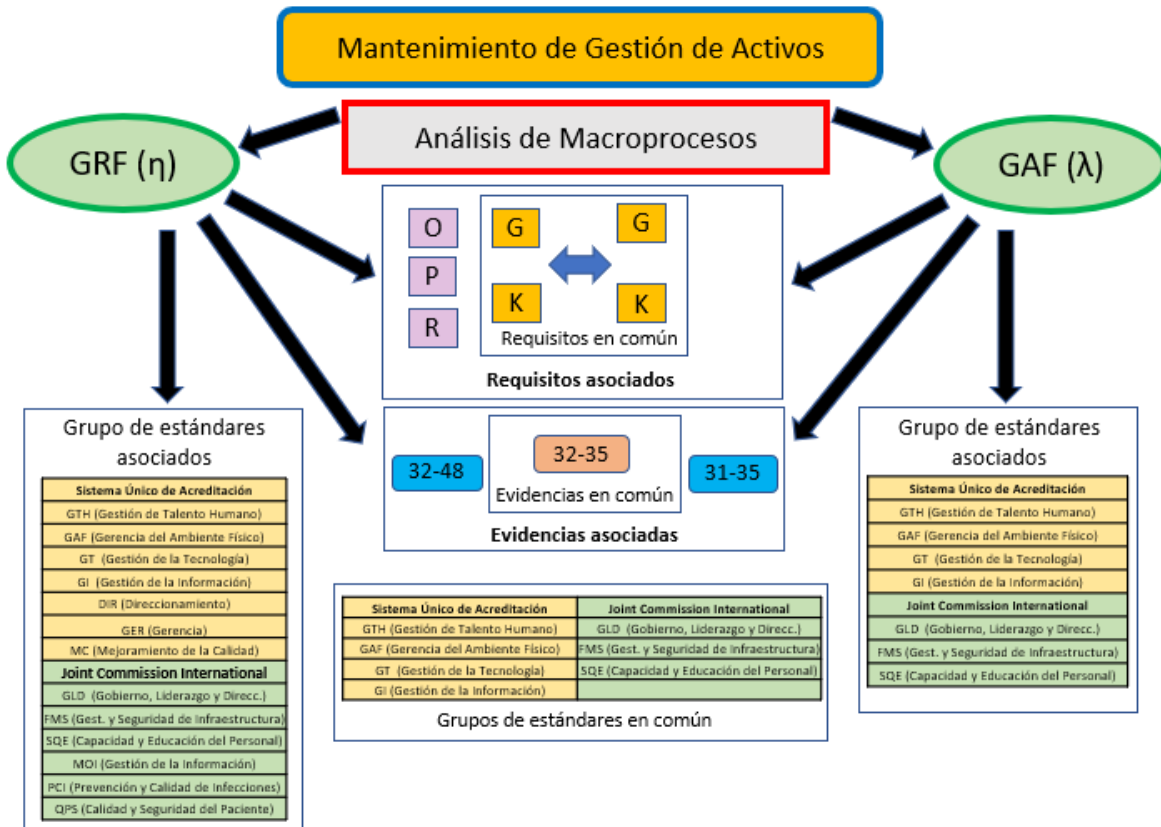 Mantenimiento de Gestión de Activos
Análisis de Macroprocesos
GRF (η)
GAF (λ)
O
P
R
G
G
K
K
Requisitos en común
Requisitos asociados
32-48
32-35
31-35
Evidencias en común
Evidencias asociadas
Grupo de estándares
asociados
Sistema Único de Acreditación
GTH (Gestión de Talento Humano)
GAF (Gerencia del Ambiente Físico)
GT (Gestión de la Tecnología)
GI (Gestión de la Información)
DIR (Direccionamiento)
GER (Gerencia)
MC (Mejoramiento de la Calidad)
Joint Commission International
GLD (Gobierno, Liderazgo y Direcc.)
FMS (Gest. y Seguridad de Infraestructura)
SQE (Capacidad y Educación del Personal)
MOI (Gestión de la Información)
PCI (Prevención y Calidad de Infecciones)
QPS (Calidad y Seguridad del Paciente)
Sistema Único de Acreditación
GTH (Gestión de Talento Humano)
GAF (Gerencia del Ambiente Físico)
GT (Gestión de la Tecnología)
GI (Gestión de la Información)
Joint Commission International
GLD (Gobierno, Liderazgo y Direcc.)
FMS (Gest. y Seguridad de Infraestructura)
SQE (Capacidad y Educación del Personal)
Grupos de estándares en común
Grupo de estándares
asociados
Sistema Único de Acreditación
GTH (Gestión de Talento Humano)
GAF (Gerencia del Ambiente Físico)
GT (Gestión de la Tecnología)
GI (Gestión de la Información)
Joint Commission International
GLD (Gobierno, Liderazgo y Direcc.)
FMS (Gest. y Seguridad de Infraestructura)
SQE (Capacidad y Educación del Personal)